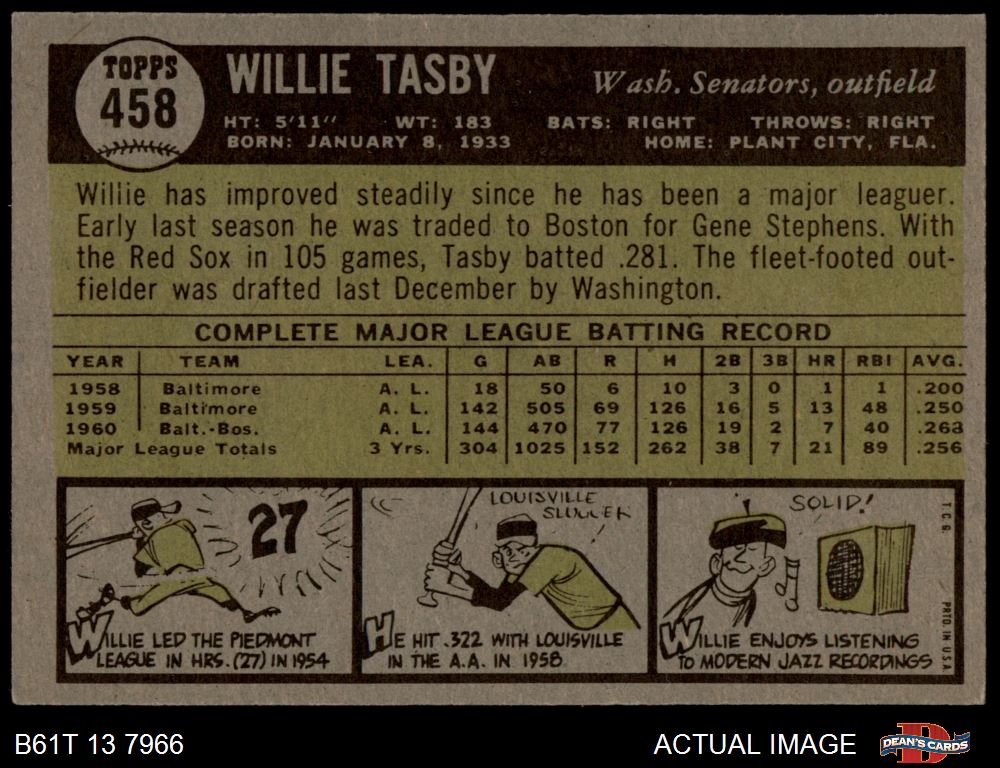 TOPPS
458
WILLIE TASBY
Wash. Senators, outfield
HT: 5'11" WT: 183 BATS: RIGHT THROWS: RIGHT
BORN: JANUARY 8, 1933 HOME: PLANT CITY, FLA.
Willie has improved steadily since he has been a major leaguer.
Early last season he was traded to Boston for Gene Stephens. With
the Red Sox in 105 games, Tasby batted .281. The fleet-footed out-
fielder was drafted last December by Washington.
COMPLETE MAJOR LEAGUE BATTING RECORD
YEAR TEAM LEA. G AB R H 2B 3B HR RBI AVG.
1958 Baltimore A. L. 18 50 6 10 3 0 1 1 .200
1959 Baltimore A. L. 142 505 69 126 16 5 13 48 .250
1960 Balt.-Bos. A. L. 144 470 77 126 19 2 7 40 .268
Major League Totals 3 Yrs. 304 1025 152 262 38 7 21 89 .256
27
WILLIE LED THE PIEDMONT
LEAGUE IN HRS. (27) IN 1954
LOUISVILLE
SLUGGER
HE HIT .322 WITH LOUISVILLE
IN THE A.A. IN 1958
SOLID!
WILLIE ENJOYS LISTENING
TO MODERN JAZZ RECORDINGS
T.C.G. PRTD. IN U.S.A.
B61T 13 7966
ACTUAL IMAGE
DEAN'S CARDS